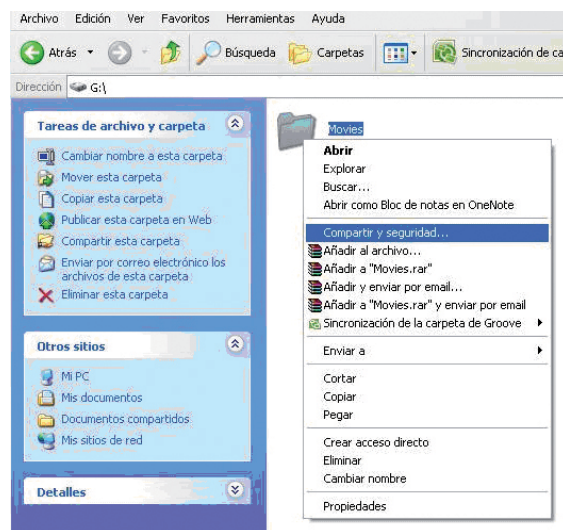 Archivo Edición Ver Favoritos Herramientas Ayuda
Atrás Búsqueda Carpetas Sincronización de ca
Dirección G:\
Tareas de archivo y carpeta
Cambiar nombre a esta carpeta
Mover esta carpeta
Copiar esta carpeta
Publicar esta carpeta en Web
Compartir esta carpeta
Enviar por correo electrónico los
archivos de esta carpeta
Eliminar esta carpeta
Otros sitios
Mi PC
Mis documentos
Documentos compartidos
Mis sitios de red
Detalles
Movies
Abrir
Explorar
Buscar...
Abrir como Bloc de notas en OneNote
Compartir y seguridad...
Añadir al archivo...
Añadir a "Movies.rar"
Añadir y enviar por email...
Añadir a "Movies.rar" y enviar por email
Sincronización de la carpeta de Groove
Enviar a
Cortar
Copiar
Pegar
Crear acceso directo
Eliminar
Cambiar nombre
Propiedades